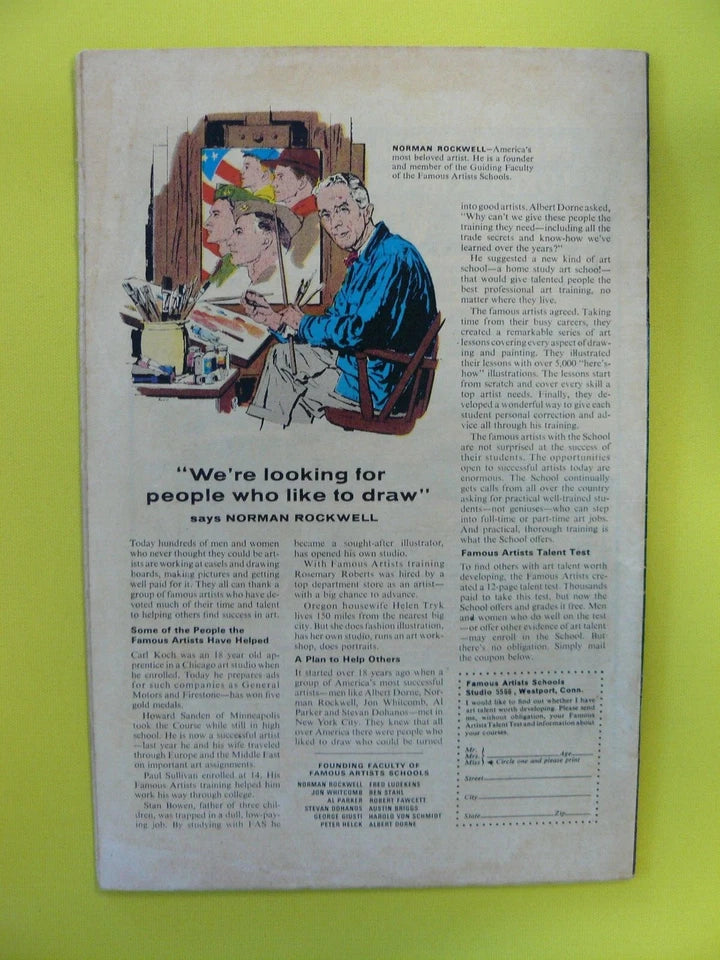 NORMAN ROCKWELL—America's
most beloved artist. He is a founder
and member of the Guiding Faculty
of the Famous Artists Schools.
"We're looking for
people who like to draw"
says NORMAN ROCKWELL
Today hundreds of men and women
who never thought they could be art-
ists are working at easels and drawing
boards, making pictures and getting
well paid for it. They all can thank a
group of famous artists who have de-
voted much of their time and talent
to helping others find success in art.
Some of the People the
Famous Artists Have Helped
Carl Koch was an 18 year old ap-
prentice in a Chicago art studio when
he enrolled. Today he prepares ads
for such companies as General
Motors and Firestone—has won five
gold medals.
Howard Sanden of Minneapolis
took the Course while still in high
school. He is now a successful artist
—last year he and his wife traveled
through Europe and the Middle East
on important art assignments.
Paul Sullivan enrolled at 14. His
Famous Artists training helped him
work his way through college.
Stan Bowen, father of three chil-
dren, was trapped in a dull, low-pay-
ing job. By studying with FAS he
became a sought-after illustrator,
has opened his own studio.
With Famous Artists training
Rosemary Roberts was hired by a
top department store as an artist—
with a big chance to advance.
Oregon housewife Helen Tryk
lives 150 miles from the nearest big
city. But she does fashion illustration,
has her own studio, runs an art work-
shop, does portraits.
A Plan to Help Others
It started over 18 years ago when a
group of America's most successful
artists—men like Albert Dorne, Nor-
man Rockwell, Jon Whitcomb, Al
Parker and Stevan Dohanos—met in
New York City. They knew that all
over America there were people who
liked to draw who could be turned
FOUNDING FACULTY OF
FAMOUS ARTISTS SCHOOLS
NORMAN ROCKWELL FRED LUDEKENS
JON WHITCOMB BEN STAHL
AL PARKER ROBERT FAWCETT
STEVAN DOHANOS AUSTIN BRIGGS
GEORGE GIUSTI HAROLD VON SCHMIDT
PETER HELCK ALBERT DORNE
into good artists. Albert Dorne asked,
"Why can't we give these people the
training they need—including all the
trade secrets and know-how we've
learned over the years?"
He suggested a new kind of art
school—a home study art school—
that would give talented people the
best professional art training, no
matter where they live.
The famous artists agreed. Taking
time from their busy careers, they
created a remarkable series of art
lessons covering every aspect of draw-
ing and painting. They illustrated
their lessons with over 5,000 "here's-
how" illustrations. The lessons start
from scratch and cover every skill a
top artist needs. Finally, they de-
veloped a wonderful way to give each
student personal correction and ad-
vice all through his training.
The famous artists with the School
are not surprised at the success of
their students. The opportunities
open to successful artists today are
enormous. The School continually
gets calls from all over the country
asking for practical well-trained stu-
dents—not geniuses—who can step
into full-time or part-time art jobs.
And practical, thorough training is
what the School offers.
Famous Artists Talent Test
To find others with art talent worth
developing, the Famous Artists cre-
ated a 12-page talent test. Thousands
paid to take this test, but now the
School offers and grades it free. Men
and women who do well on the test
—or offer other evidence of art talent
—may enroll in the School. But
there's no obligation. Simply mail
the coupon below.
Famous Artists Schools
Studio 5556, Westport, Conn.
I would like to find out whether I have
art talent worth developing. Please send
me, without obligation, your Famous
Artists Talent Test and information about
your courses.
Mr.
Mrs. Age
Miss Circle one and please print
Street
City
State Zip